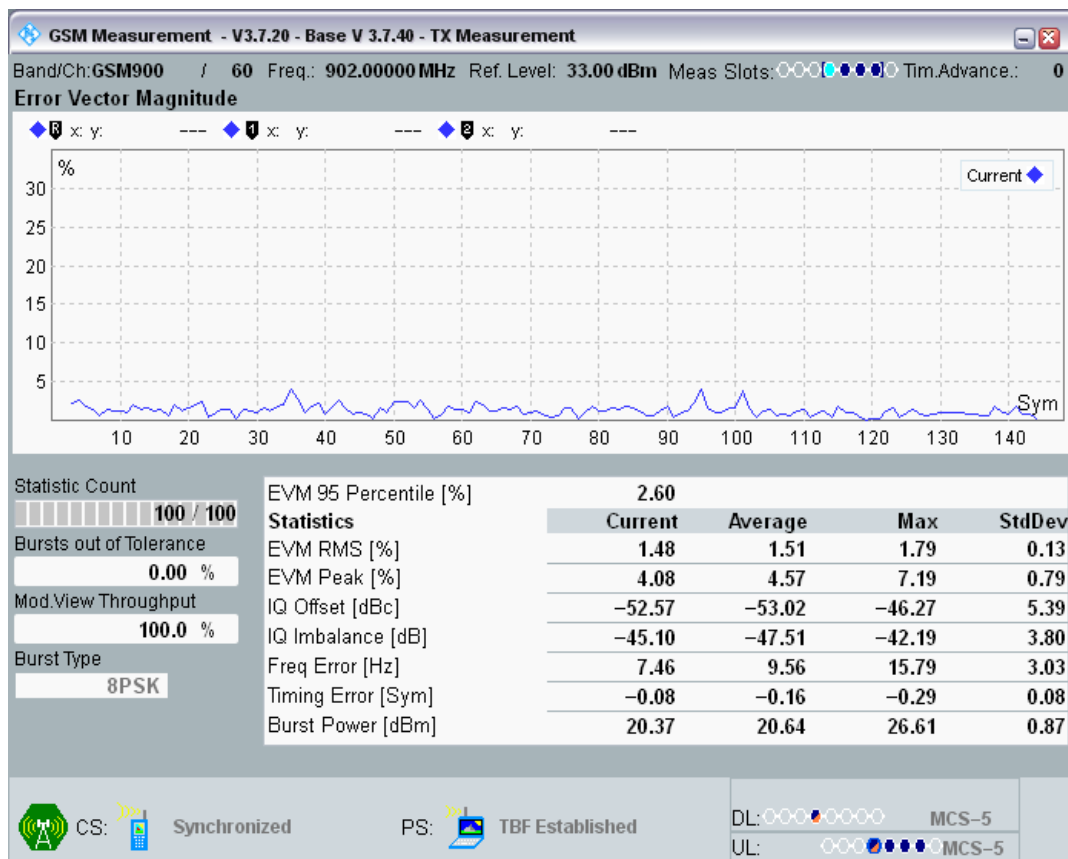 GSM Measurement - V3.7.20 - Base V 3.7.40 - TX Measurement
Band/Ch:GSM900 / 60 Freq.: 902.00000 MHz Ref. Level: 33.00 dBm Meas Slots: Tim.Advance.: 0
Error Vector Magnitude
R x: y: --- 1 x: y: --- 2 x: y: ---
%
Current
30
25
20
15
10
5
Sym
10 20 30 40 50 60 70 80 90 100 110 120 130 140
Statistic Count
100 / 100
Bursts out of Tolerance
0.00 %
Mod.View Throughput
100.0 %
Burst Type
8PSK
EVM 95 Percentile [%] 2.60
Statistics Current Average Max StdDev
EVM RMS [%] 1.48 1.51 1.79 0.13
EVM Peak [%] 4.08 4.57 7.19 0.79
IQ Offset [dBc] −52.57 −53.02 −46.27 5.39
IQ Imbalance [dB] −45.10 −47.51 −42.19 3.80
Freq Error [Hz] 7.46 9.56 15.79 3.03
Timing Error [Sym] −0.08 −0.16 −0.29 0.08
Burst Power [dBm] 20.37 20.64 26.61 0.87
CS: Synchronized PS: TBF Established
DL: MCS−5
UL: MCS−5